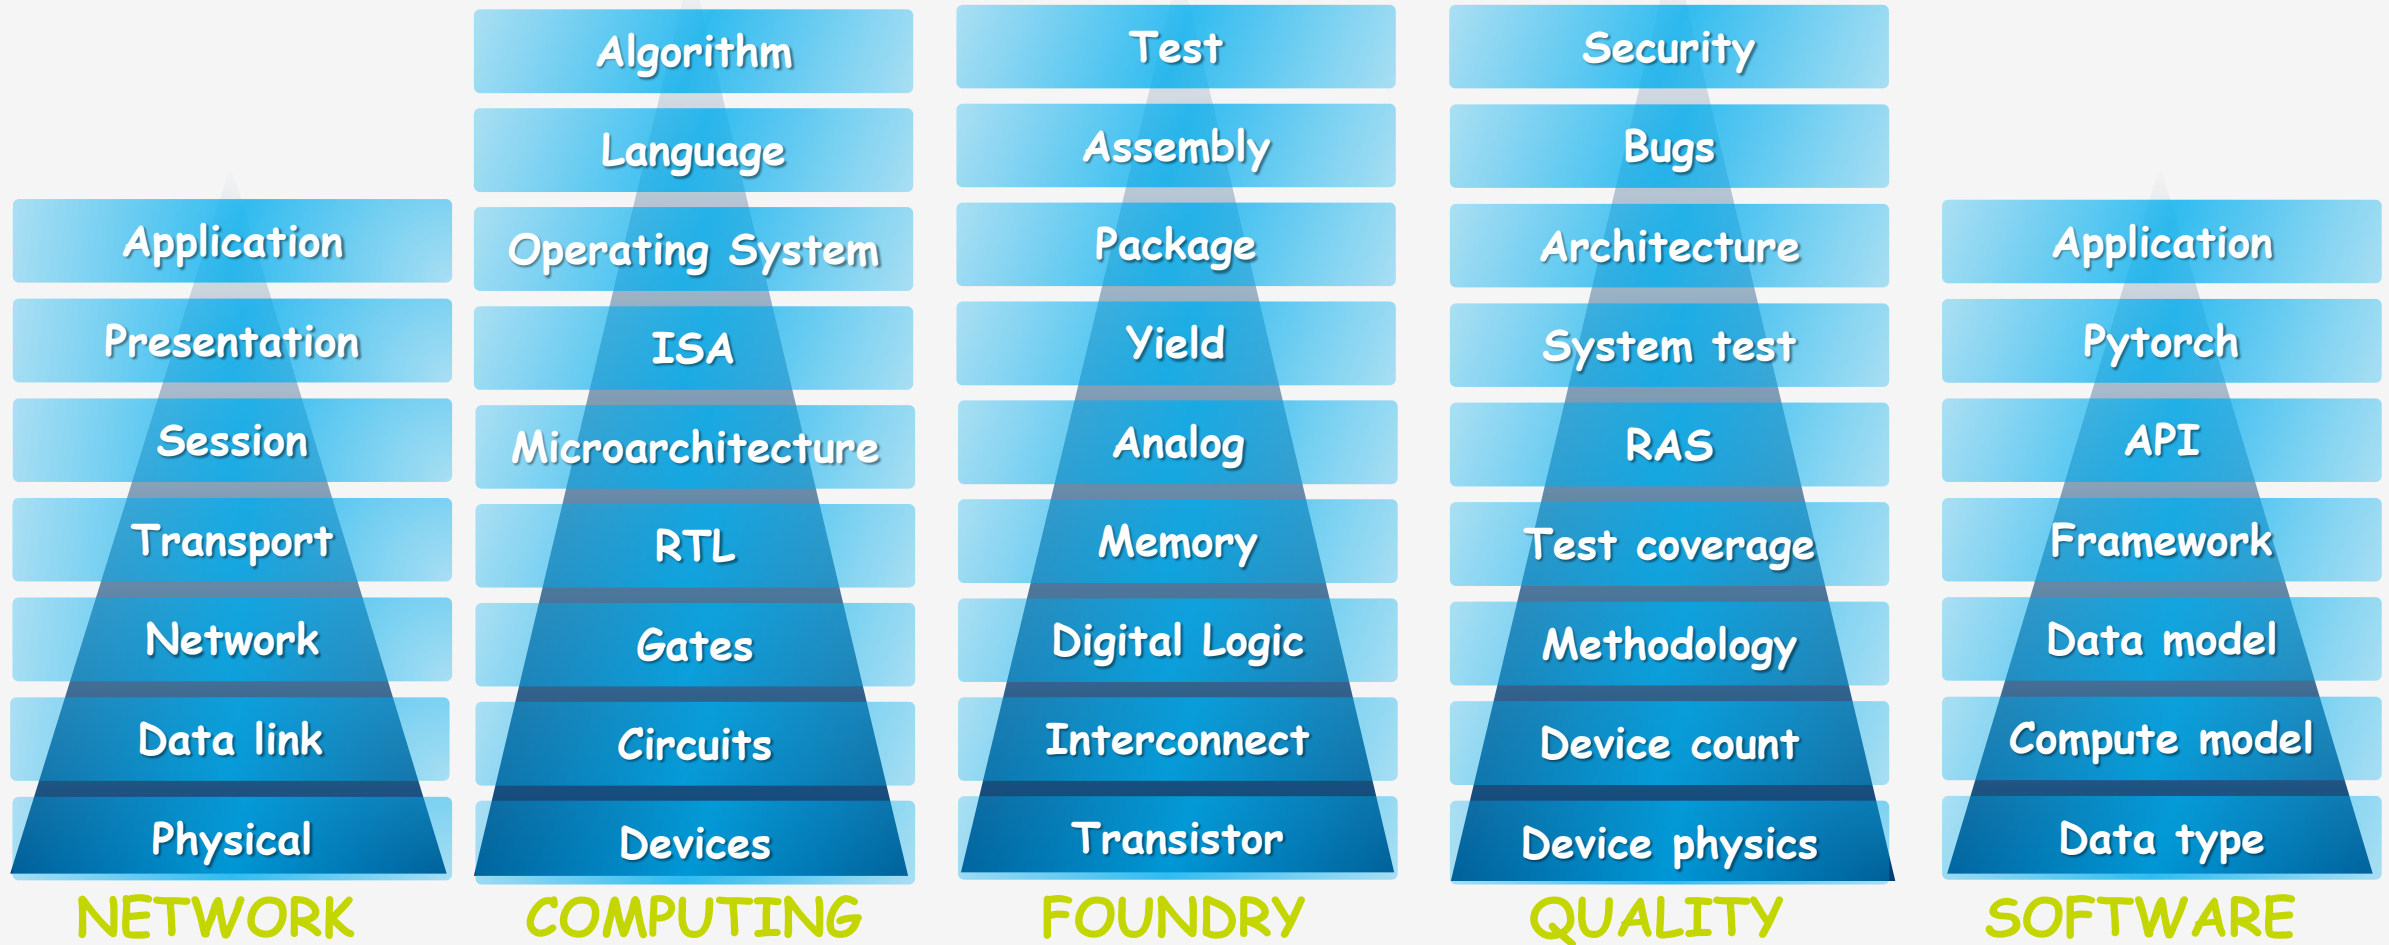 Application
Presentation
Session
Transport
Network
Data link
Physical
NETWORK
Algorithm
Language
Operating System
ISA
Microarchitecture
RTL
Gates
Circuits
Devices
COMPUTING
Test
Assembly
Package
Yield
Analog
Memory
Digital Logic
Interconnect
Transistor
FOUNDRY
Security
Bugs
Architecture
System test
RAS
Test coverage
Methodology
Device count
Device physics
QUALITY
Application
Pytorch
API
Framework
Data model
Compute model
Data type
SOFTWARE